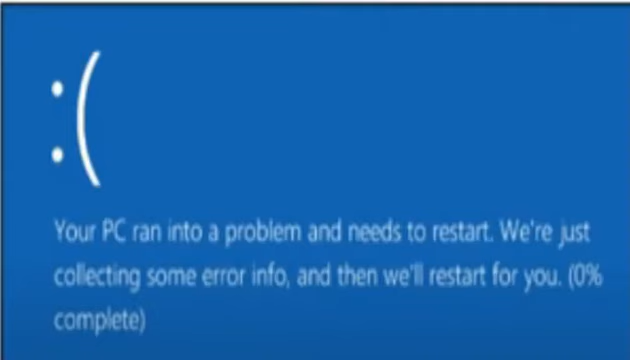 :(
Your PC ran into a problem and needs to restart. We're just
collecting some error info, and then we'll restart for you. (0%
complete)